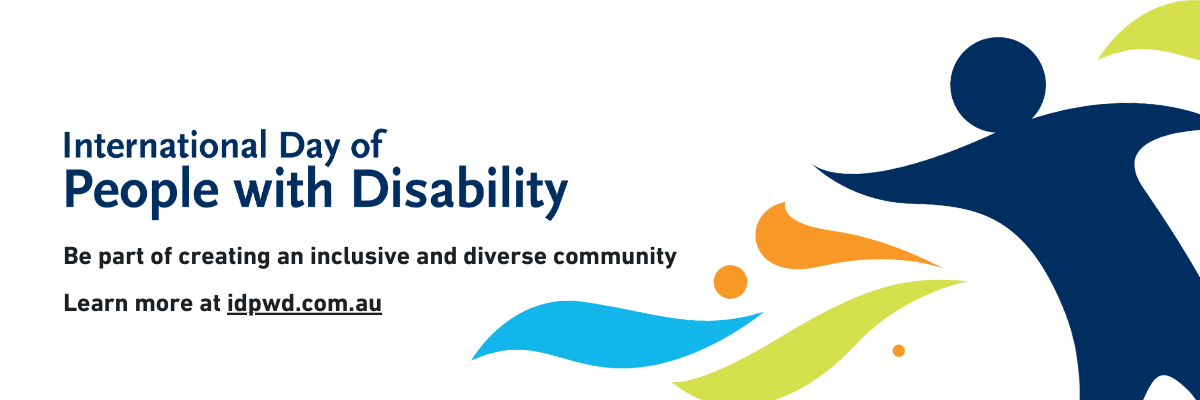 International Day of
People with Disability
Be part of creating an inclusive and diverse community
Learn more at idpwd.com.au